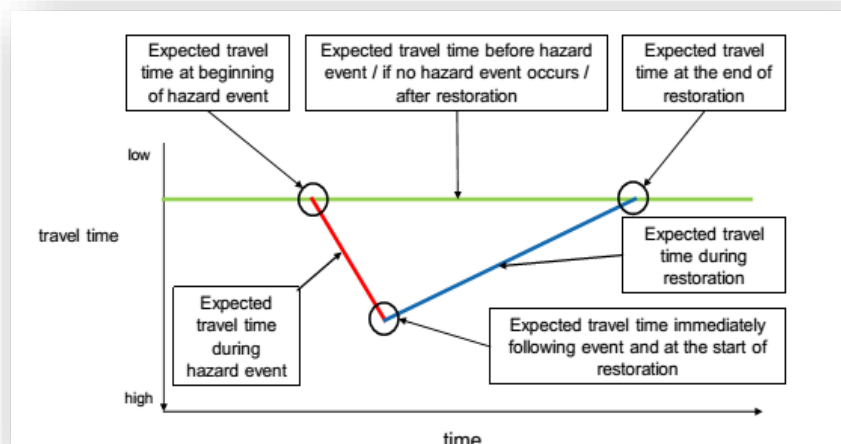 Expected travel
time at beginning
of hazard event
Expected travel time before hazard
event / if no hazard event occurs /
after restoration
Expected travel
time at the end of
restoration
low
travel time
Expected travel
time during
restoration
Expected
travel time
during
hazard event
Expected travel time immediately
following event and at the start of
restoration
high
time